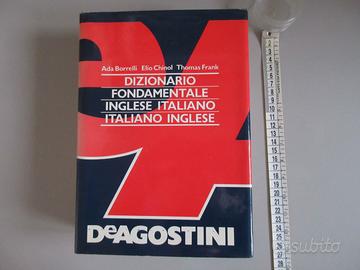 Ada Borrelli Elio Chinol Thomas Frank
DIZIONARIO
FONDAMENTALE
INGLESE ITALIANO
ITALIANO INGLESE
DeAGOSTINI
subito